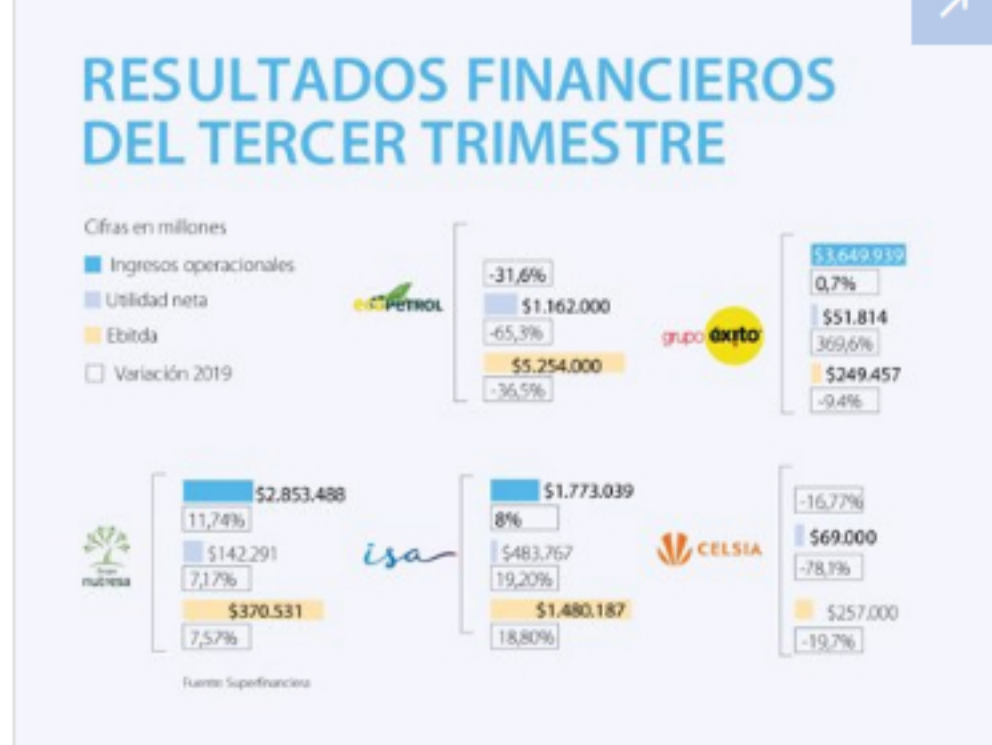 RESULTADOS FINANCIEROS
DEL TERCER TRIMESTRE
Cifras en millones
Ingresos operacionales
Utilidad neta
Ebitda
Variación 2019
ecoPETROL
-31,6%
$1.162.000
-65,3%
$5.254.000
-36,5%
grupo éxito
$3,649.939
0,7%
$51.814
369,6%
$249.457
-9.4%
Grupo
nutresa
$2.853.488
11,74%
$142.291
7,17%
$370.531
7,57%
isa
$1.773.039
8%
$483.767
19,20%
$1.480.187
18,80%
CELSIA
-16,77%
$69.000
-78,1%
$257.000
-19,7%
Fuente Superfinanciera